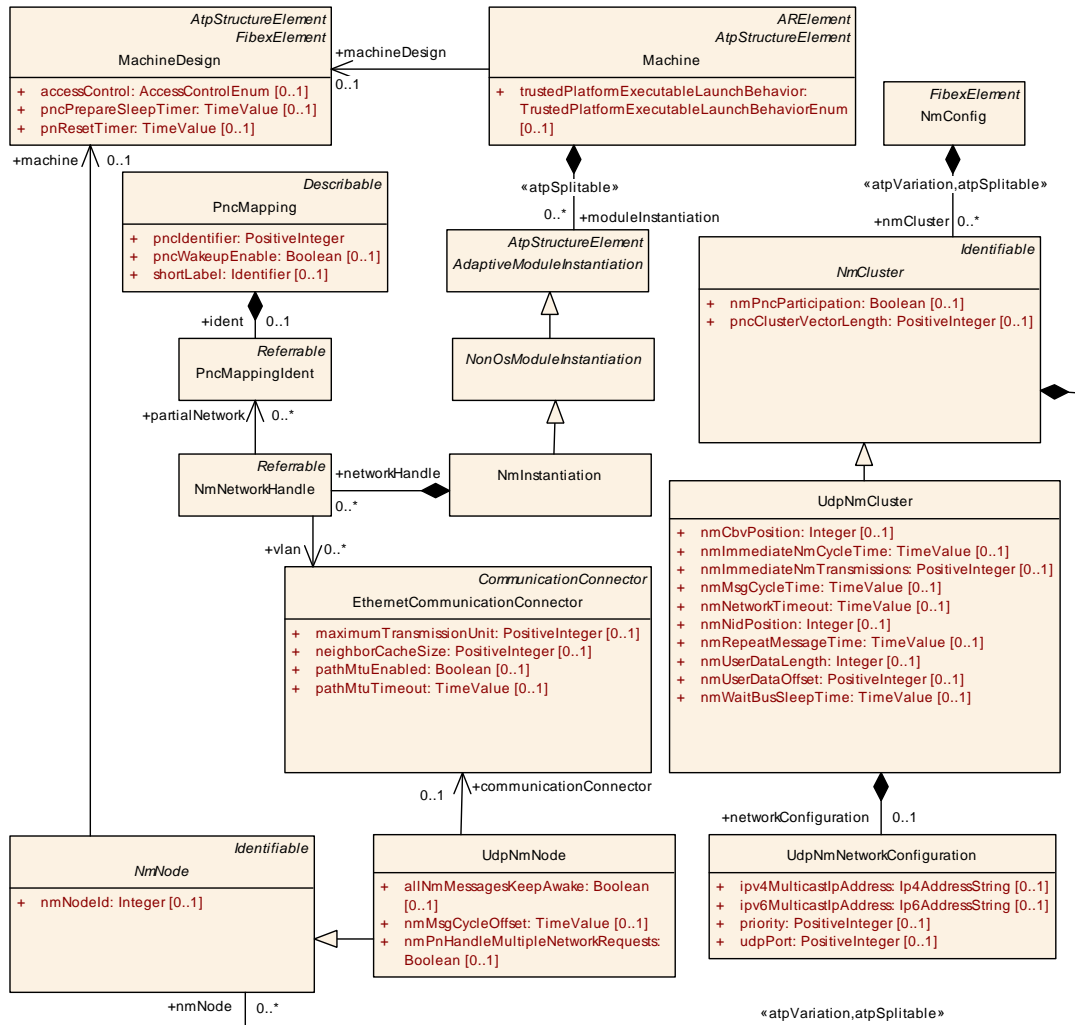 AtpStructureElement
FibexElement
MachineDesign
+ accessControl: AccessControlEnum [0..1]
+ pncPrepareSleepTimer: TimeValue [0..1]
+ pnResetTimer: TimeValue [0..1]
+machineDesign
0..1
ARElement
AtpStructureElement
Machine
+ trustedPlatformExecutableLaunchBehavior:
TrustedPlatformExecutableLaunchBehaviorEnum
[0..1]
FibexElement
NmConfig
+machine 0..1
Describable
PncMapping
+ pncIdentifier: PositiveInteger
+ pncWakeupEnable: Boolean [0..1]
+ shortLabel: Identifier [0..1]
«atpSplitable»
0..* +moduleInstantiation
«atpVariation,atpSplitable»
+nmCluster 0..*
AtpStructureElement
AdaptiveModuleInstantiation
Identifiable
NmCluster
+ nmPncParticipation: Boolean [0..1]
+ pncClusterVectorLength: PositiveInteger [0..1]
+ident 0..1
Referrable
PncMappingIdent
NonOsModuleInstantiation
+partialNetwork 0..*
Referrable
NmNetworkHandle
+networkHandle
0..*
NmInstantiation
+vlan 0..*
UdpNmCluster
+ nmCbvPosition: Integer [0..1]
+ nmImmediateNmCycleTime: TimeValue [0..1]
+ nmImmediateNmTransmissions: PositiveInteger [0..1]
+ nmMsgCycleTime: TimeValue [0..1]
+ nmNetworkTimeout: TimeValue [0..1]
+ nmNidPosition: Integer [0..1]
+ nmRepeatMessageTime: TimeValue [0..1]
+ nmUserDataLength: Integer [0..1]
+ nmUserDataOffset: PositiveInteger [0..1]
+ nmWaitBusSleepTime: TimeValue [0..1]
CommunicationConnector
EthernetCommunicationConnector
+ maximumTransmissionUnit: PositiveInteger [0..1]
+ neighborCacheSize: PositiveInteger [0..1]
+ pathMtuEnabled: Boolean [0..1]
+ pathMtuTimeout: TimeValue [0..1]
+communicationConnector
0..1
+networkConfiguration 0..1
Identifiable
NmNode
+ nmNodeId: Integer [0..1]
UdpNmNode
+ allNmMessagesKeepAwake: Boolean
[0..1]
+ nmMsgCycleOffset: TimeValue [0..1]
+ nmPnHandleMultipleNetworkRequests:
Boolean [0..1]
UdpNmNetworkConfiguration
+ ipv4MulticastIpAddress: Ip4AddressString [0..1]
+ ipv6MulticastIpAddress: Ip6AddressString [0..1]
+ priority: PositiveInteger [0..1]
+ udpPort: PositiveInteger [0..1]
+nmNode 0..*
«atpVariation,atpSplitable»